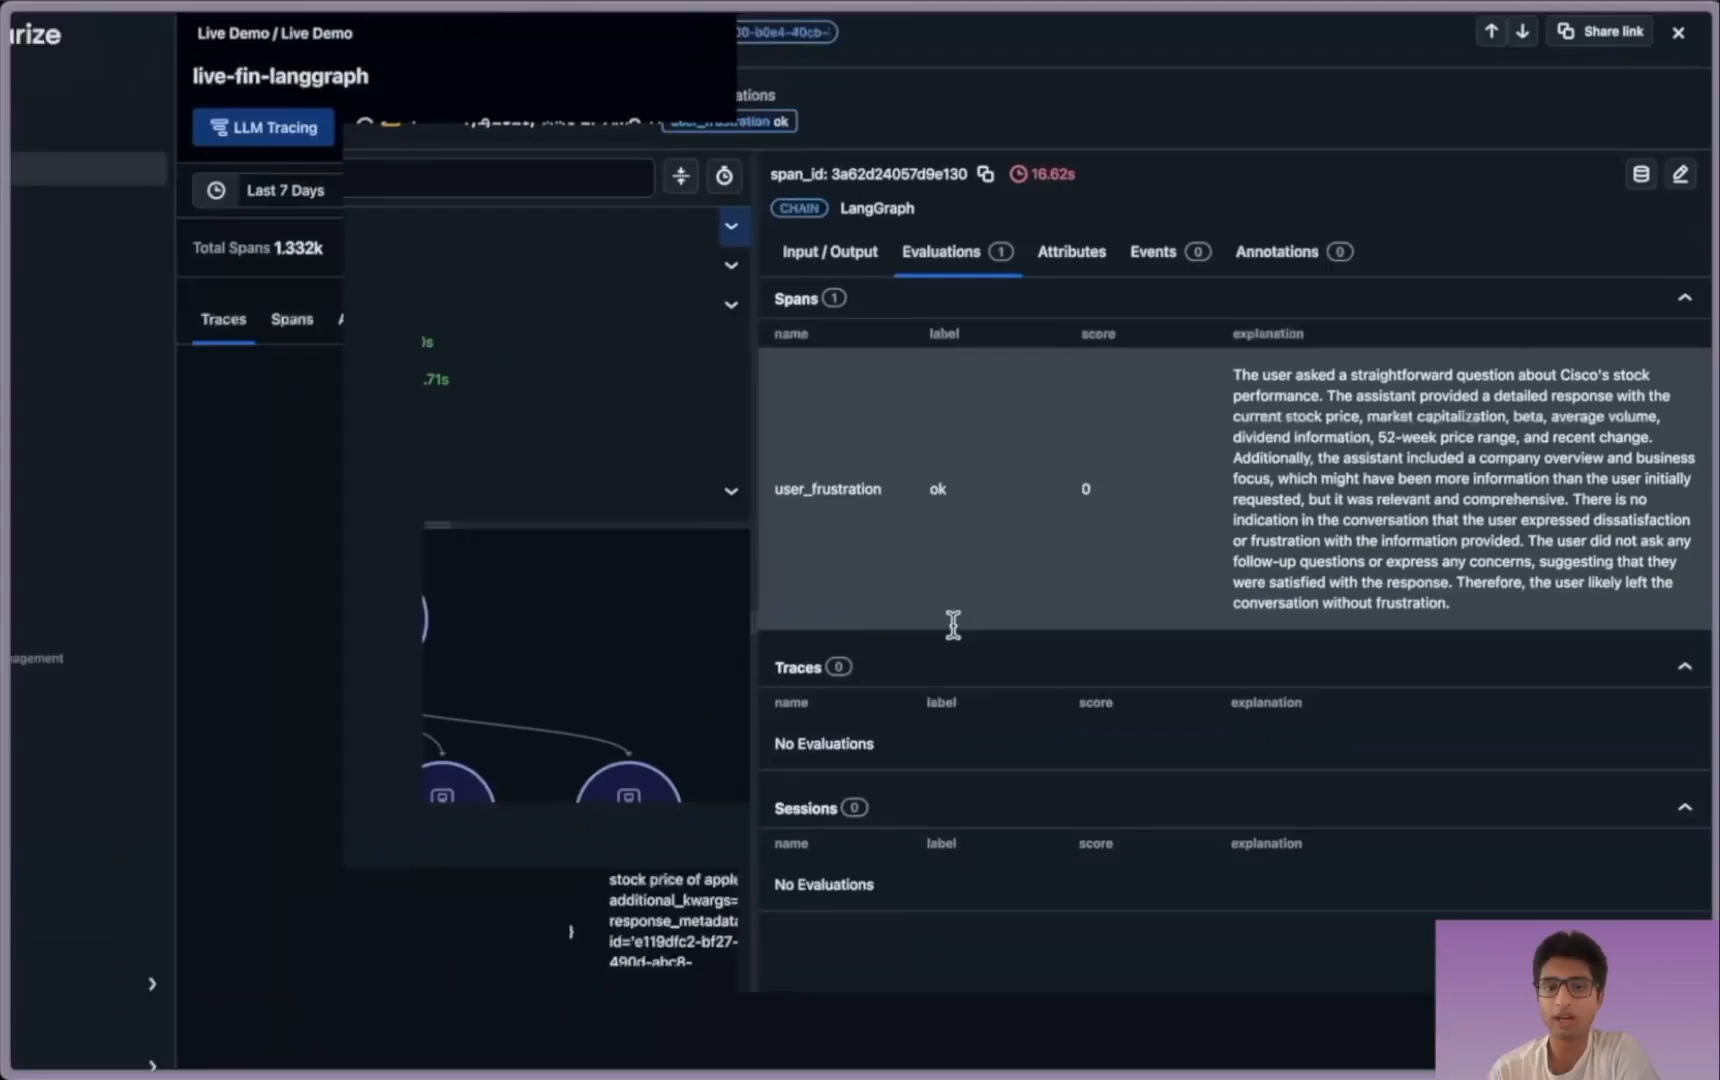 Live Demo / Live Demo
Share link
live-fin-langgraph
LLM Tracing
ok
span_id: 3a62d24057d9e130
16.62s
Last 7 Days
CHAIN LangGraph
Total Spans 1.332k
Input / Output Evaluations 1 Attributes Events 0 Annotations 0
Spans 1
Traces Spans
name label score explanation
.71s
user_frustration ok 0
The user asked a straightforward question about Cisco's stock
performance. The assistant provided a detailed response with the
current stock price, market capitalization, beta, average volume,
dividend information, 52-week price range, and recent change.
Additionally, the assistant included a company overview and business
focus, which might have been more information than the user initially
requested, but it was relevant and comprehensive. There is no
indication in the conversation that the user expressed dissatisfaction
or frustration with the information provided. The user did not ask any
follow-up questions or express any concerns, suggesting that they
were satisfied with the response. Therefore, the user likely left the
conversation without frustration.
Traces 0
name label score explanation
No Evaluations
Sessions 0
name label score explanation
No Evaluations
stock price of apple
additional_kwargs=
response_metadata
}
id='e119dfc2-bf27-
490d-abc8-